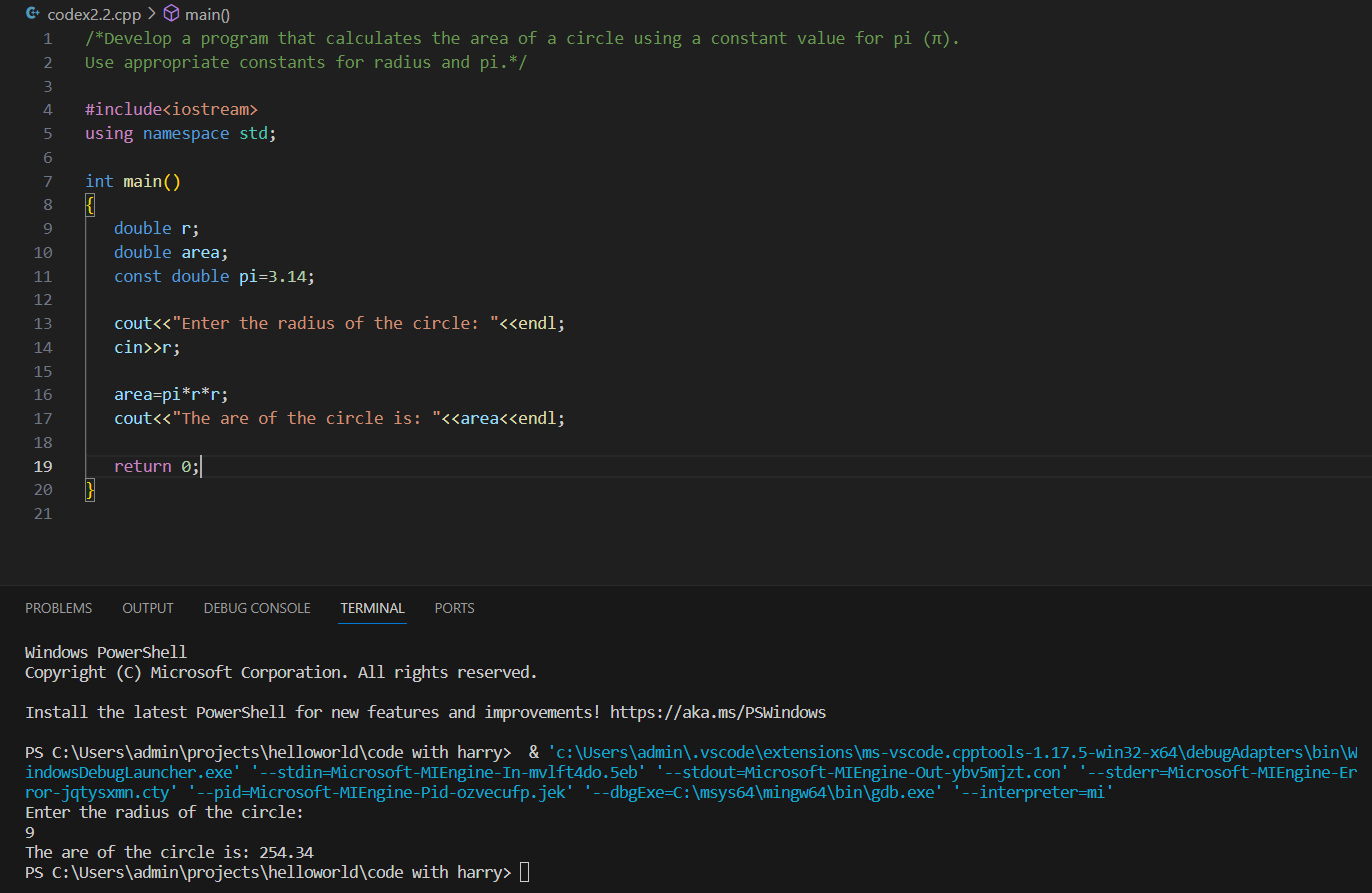 codex2.2.cpp > main()
1 /*Develop a program that calculates the area of a circle using a constant value for pi (π).
2 Use appropriate constants for radius and pi.*/
3
4 #include<iostream>
5 using namespace std;
6
7 int main()
8 {
9 double r;
10 double area;
11 const double pi=3.14;
12
13 cout<<"Enter the radius of the circle: "<<endl;
14 cin>>r;
15
16 area=pi*r*r;
17 cout<<"The are of the circle is: "<<area<<endl;
18
19 return 0;
20 }
21
PROBLEMS OUTPUT DEBUG CONSOLE TERMINAL PORTS
Windows PowerShell
Copyright (C) Microsoft Corporation. All rights reserved.
Install the latest PowerShell for new features and improvements! https://aka.ms/PSWindows
PS C:\Users\admin\projects\helloworld\code with harry> & 'c:\Users\admin\.vscode\extensions\ms-vscode.cpptools-1.17.5-win32-x64\debugAdapters\bin\W
indowsDebugLauncher.exe' '--stdin=Microsoft-MIEngine-In-mvlft4do.5eb' '--stdout=Microsoft-MIEngine-Out-ybv5mjzt.con' '--stderr=Microsoft-MIEngine-Er
ror-jqtysxmn.cty' '--pid=Microsoft-MIEngine-Pid-ozvecufp.jek' '--dbgExe=C:\msys64\mingw64\bin\gdb.exe' '--interpreter=mi'
Enter the radius of the circle:
9
The are of the circle is: 254.34
PS C:\Users\admin\projects\helloworld\code with harry>